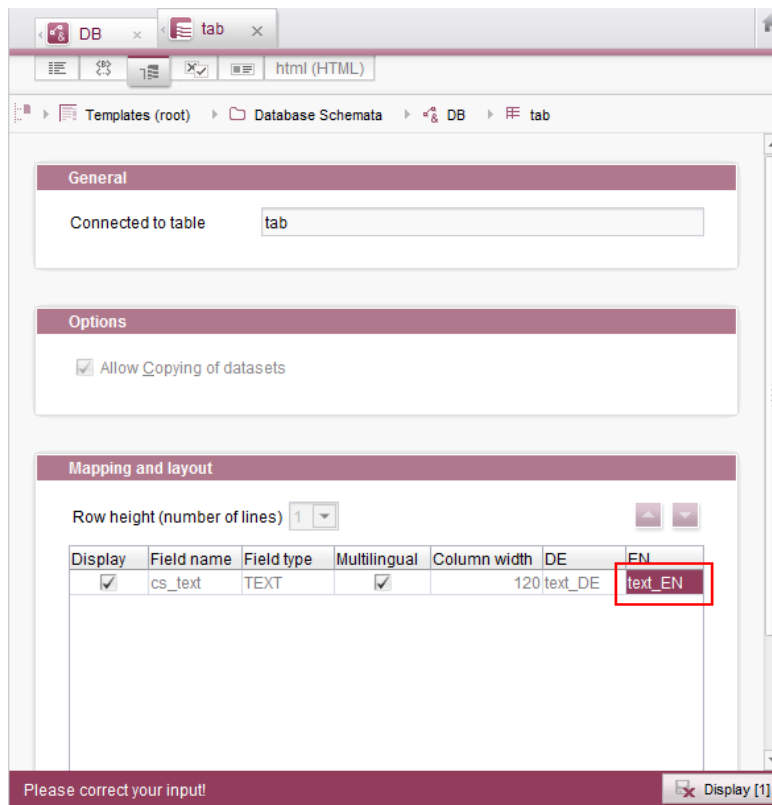 DB tab
html (HTML)
Templates (root) Database Schemata DB tab
General
Connected to table tab
Options
Allow Copying of datasets
Mapping and layout
Row height (number of lines) 1
Display Field name Field type Multilingual Column width DE EN
cs_text TEXT 120 text_DE text_EN
Please correct your input! Display [1]